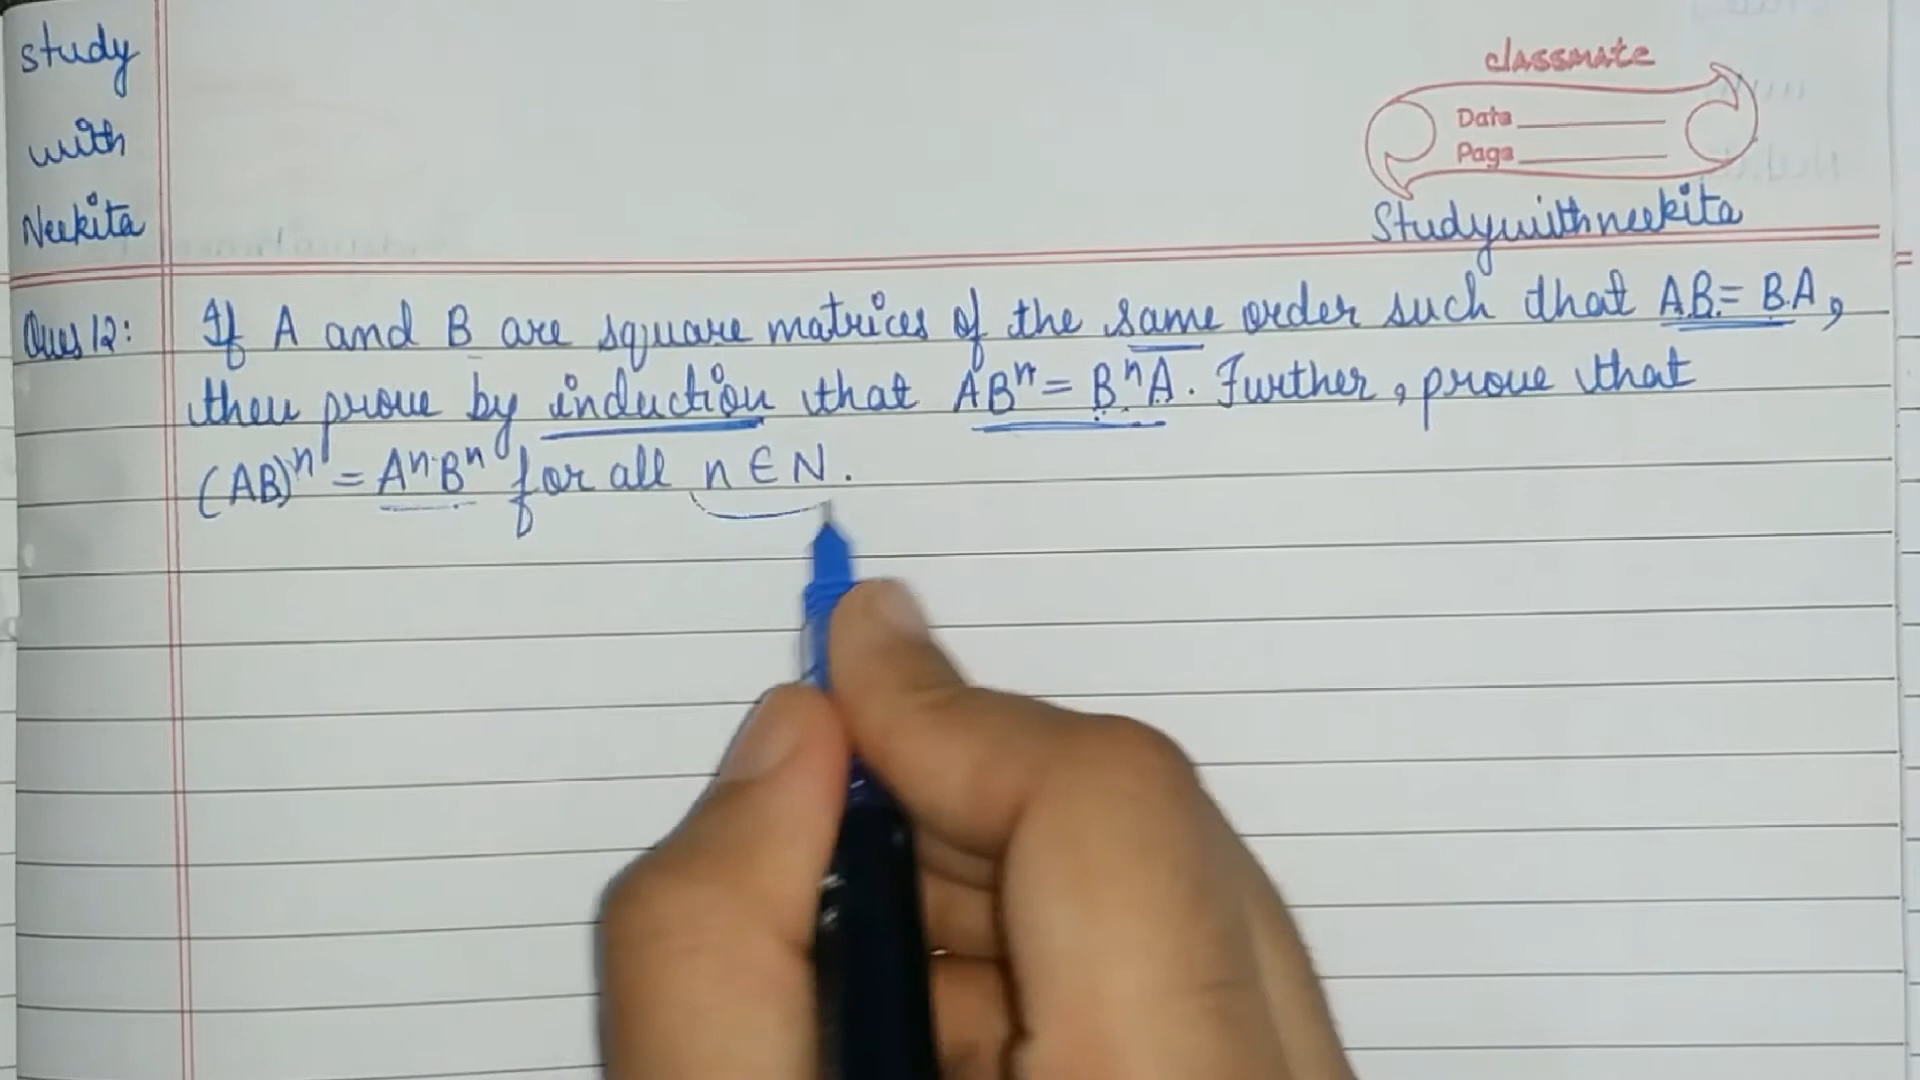 study
with
Neekita
classmate
Data
Page
Studywithneekita
Ques 12: If A and B are square matrices of the same order such that AB = BA,
then prove by induction that ABⁿ = BⁿA. Further, prove that
(AB)ⁿ = Aⁿ.Bⁿ for all n ∈ N.